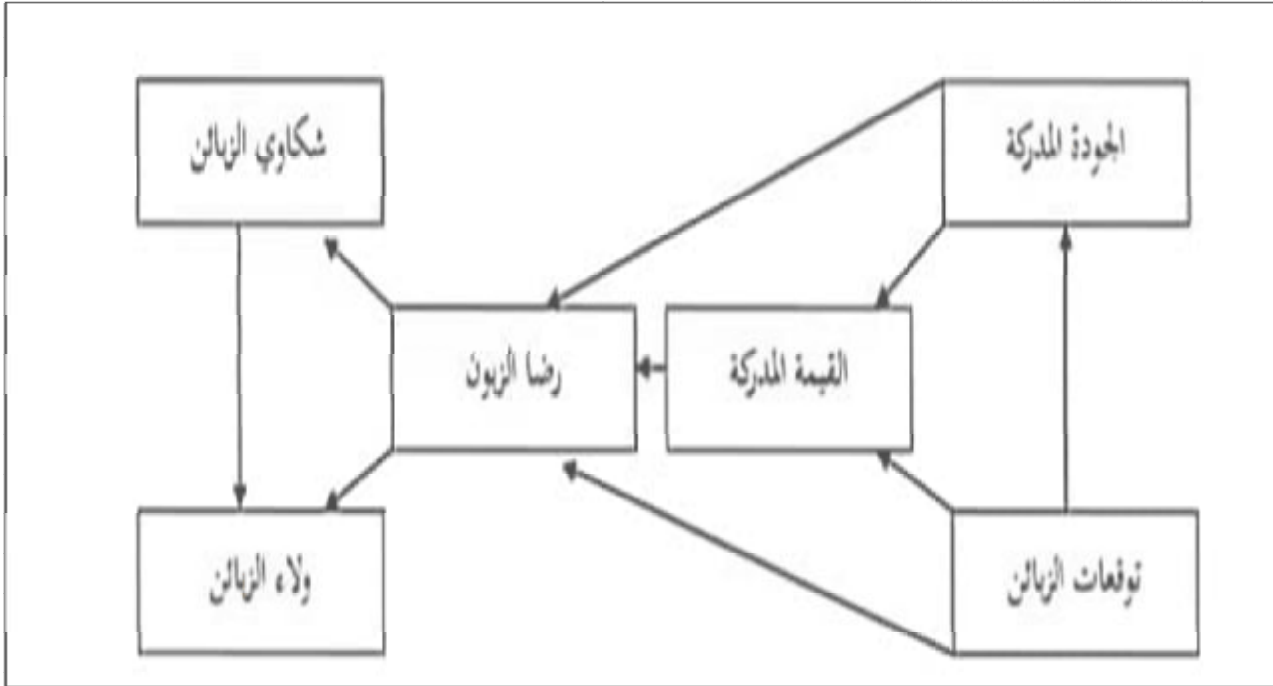 الجودة المدركة
شكاوي الزبائن
القيمة المدركة
رضا الزبون
توقعات الزبائن
ولاء الزبائن